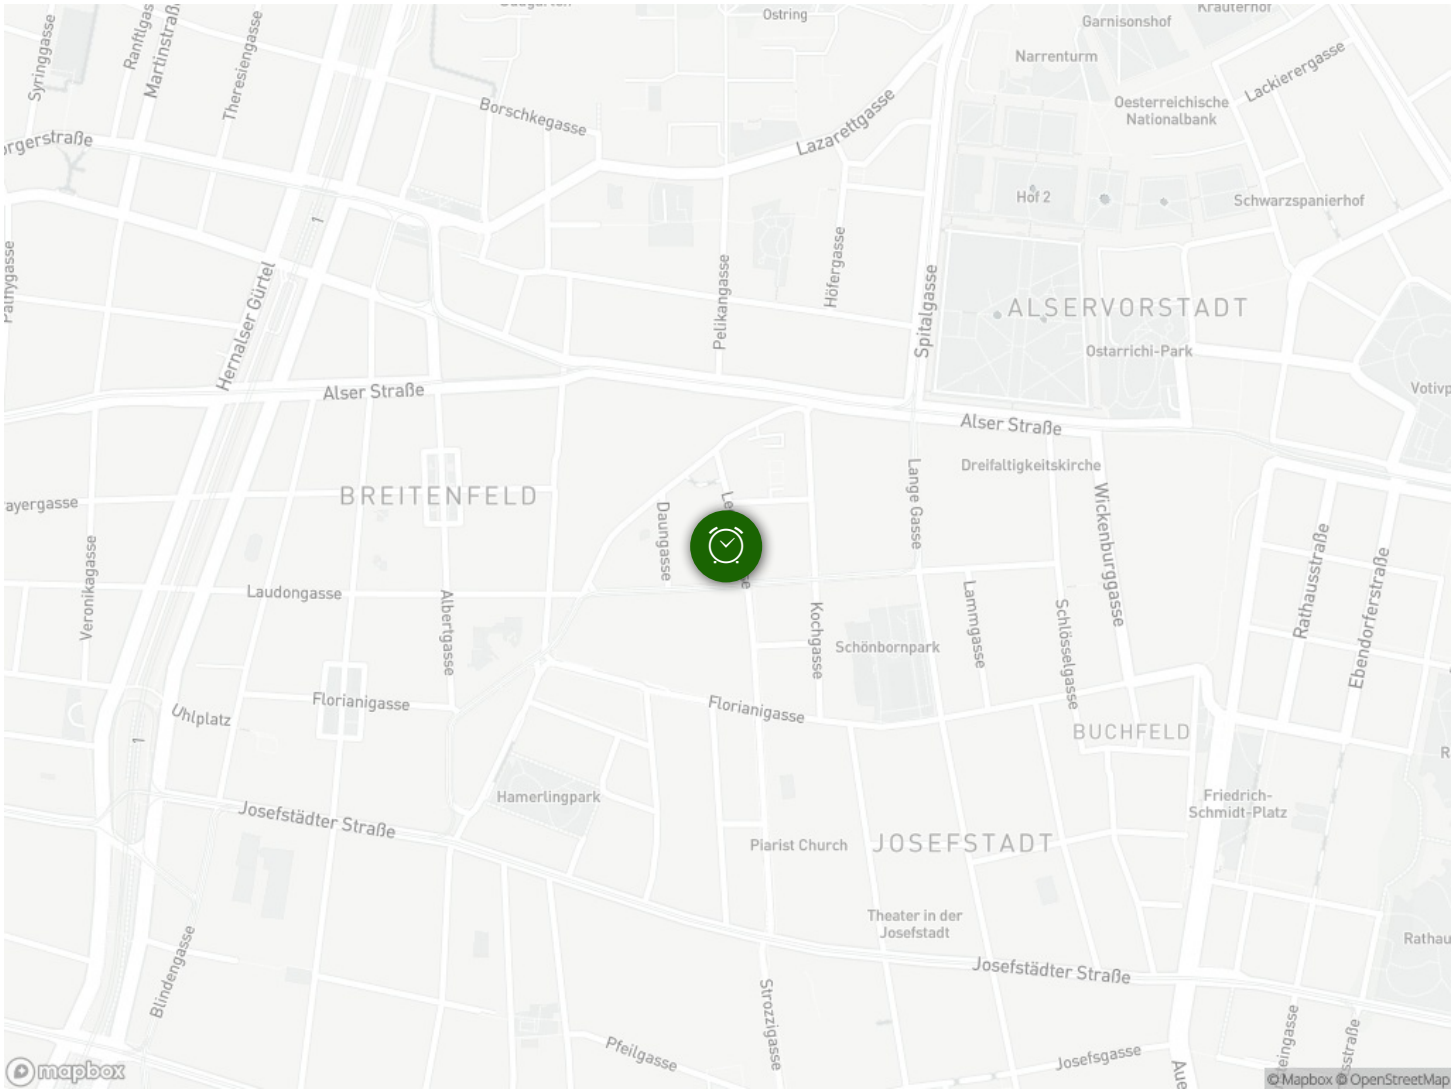 Ostring
Garnisonshof
Kräuterhof
Syringgasse
Martinstraße
Theresiengasse
Narrenturm
Lackierergasse
Borschkegasse
Lazarettgasse
Oesterreichische
Nationalbank
Hof 2
Schwarzspanierhof
1
Höfergasse
Pelikangasse
Spitalgasse
Hernalser Gürtel
ALSERVORSTADT
Ostarrichi-Park
Alser Straße
Alser Straße
Dreifaltigkeitskirche
BREITENFELD
Lange Gasse
Wickenburggasse
Daungasse
Veronikagasse
Laudongasse
Albertgasse
Kochgasse
Lammgasse
Schlösselgasse
Rathausstraße
Ebendorferstraße
Schönbornpark
Florianigasse
Florianigasse
Uhlplatz
BUCHFELD
1
Hamerlingpark
Friedrich-
Schmidt-Platz
Josefstädter Straße
Piarist Church
JOSEFSTADT
Theater in der
Josefstadt
Josefstädter Straße
Blindengasse
Strozzigasse
Pfeilgasse
Josefsgasse
mapbox
© Mapbox © OpenStreetMap